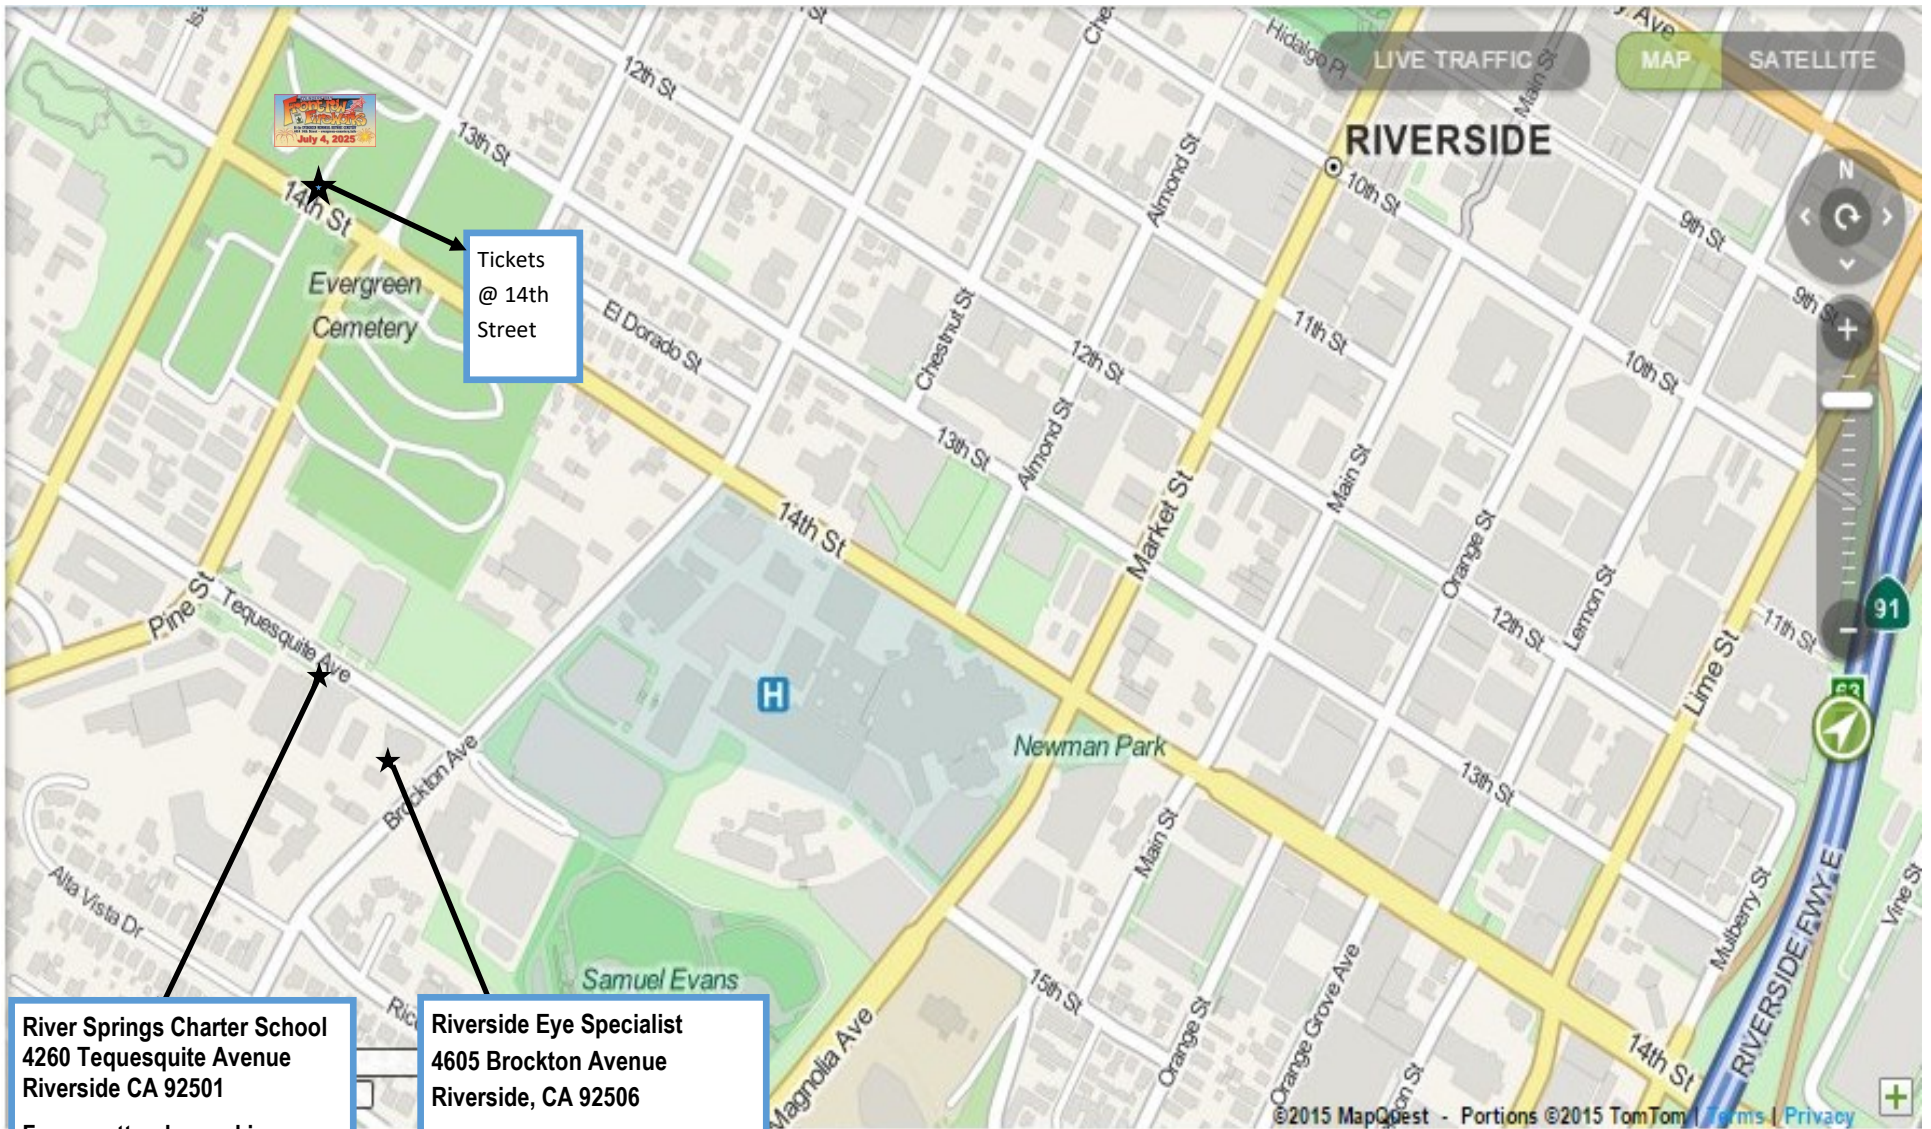 LIVE TRAFFIC
MAP
SATELLITE
Main St
Hidalgo Pl
12th St
RIVERSIDE
N
July 4, 2025
13th St
Almond St
10th St
9th St
14th St
Tickets
@ 14th
Street
Evergreen
Cemetery
El Dorado St
Chestnut St
12th St
11th St
9th St
10th St
13th St
Almond St
Market St
Main St
14th St
Orange St
Lemon St
12th St
11th St
91
63
Pine St
Tequesquite Ave
H
Lime St
Newman Park
Brockton Ave
13th St
Main St
Alta Vista Dr
Mulberry St
Vine St
RIVERSIDE FWY E
Samuel Evans
15th St
Orange St
Orange Grove Ave
Magnolia Ave
14th St
River Springs Charter School
4260 Tequesquite Avenue
Riverside CA 92501
Riverside Eye Specialist
4605 Brockton Avenue
Riverside, CA 92506
©2015 MapQuest - Portions ©2015 TomTom | Terms | Privacy